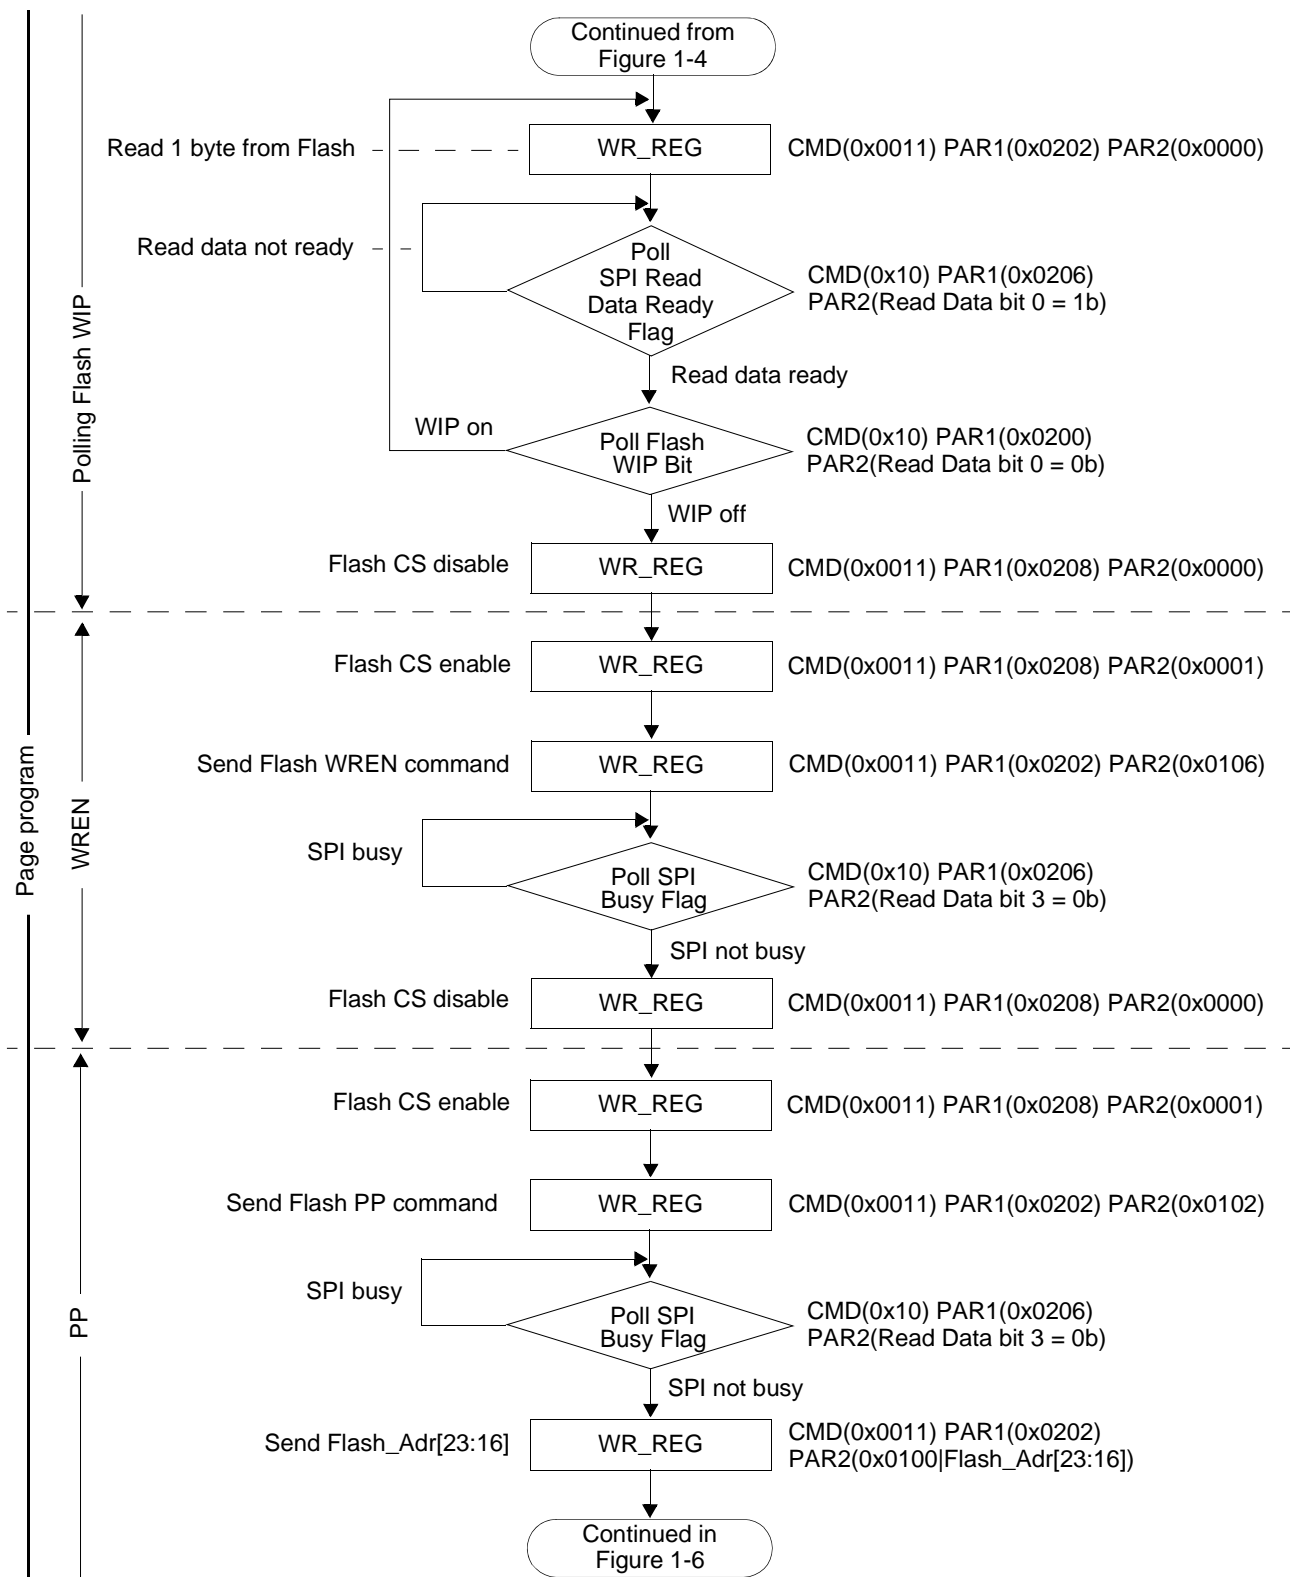 Continued from
Figure 1-4
Read 1 byte from Flash
WR_REG
CMD(0x0011) PAR1(0x0202) PAR2(0x0000)
Read data not ready
Poll
SPI Read
Data Ready
Flag
CMD(0x10) PAR1(0x0206)
PAR2(Read Data bit 0 = 1b)
Read data ready
WIP on
Poll Flash
WIP Bit
CMD(0x10) PAR1(0x0200)
PAR2(Read Data bit 0 = 0b)
WIP off
Flash CS disable
WR_REG
CMD(0x0011) PAR1(0x0208) PAR2(0x0000)
Polling Flash WIP
Flash CS enable
WR_REG
CMD(0x0011) PAR1(0x0208) PAR2(0x0001)
Send Flash WREN command
WR_REG
CMD(0x0011) PAR1(0x0202) PAR2(0x0106)
Page program
WREN
SPI busy
Poll SPI
Busy Flag
CMD(0x10) PAR1(0x0206)
PAR2(Read Data bit 3 = 0b)
SPI not busy
Flash CS disable
WR_REG
CMD(0x0011) PAR1(0x0208) PAR2(0x0000)
Flash CS enable
WR_REG
CMD(0x0011) PAR1(0x0208) PAR2(0x0001)
Send Flash PP command
WR_REG
CMD(0x0011) PAR1(0x0202) PAR2(0x0102)
PP
SPI busy
Poll SPI
Busy Flag
CMD(0x10) PAR1(0x0206)
PAR2(Read Data bit 3 = 0b)
SPI not busy
Send Flash_Adr[23:16]
WR_REG
CMD(0x0011) PAR1(0x0202)
PAR2(0x0100|Flash_Adr[23:16])
Continued in
Figure 1-6